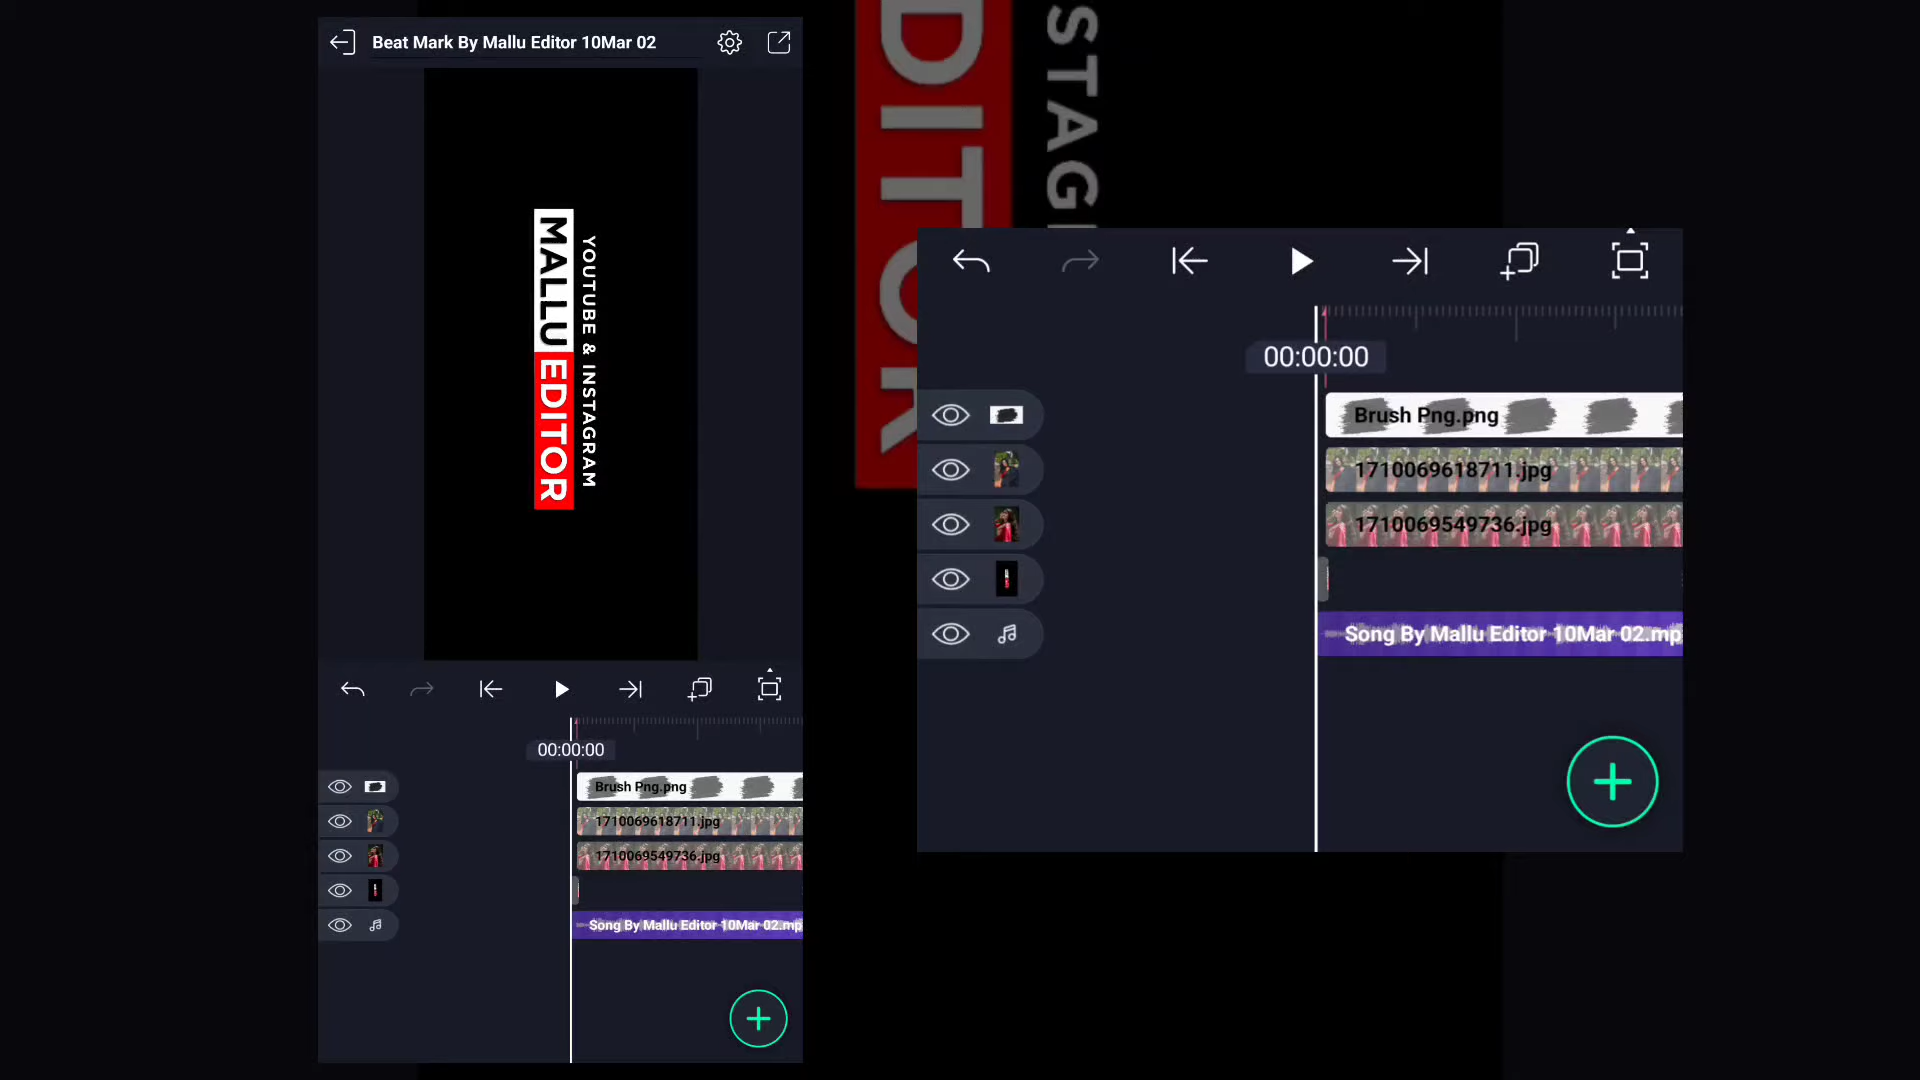 Beat Mark By Mallu Editor 10Mar 02
MALLU EDITOR
YOUTUBE & INSTAGRAM
00:00:00
Brush Png.png
1710069618711.jpg
1710069549736.jpg
Song By Mallu Editor 10Mar 02.mp
DITOR
STAG
00:00:00
Brush Png.png
1710069618711.jpg
1710069549736.jpg
Song By Mallu Editor 10Mar 02.mp